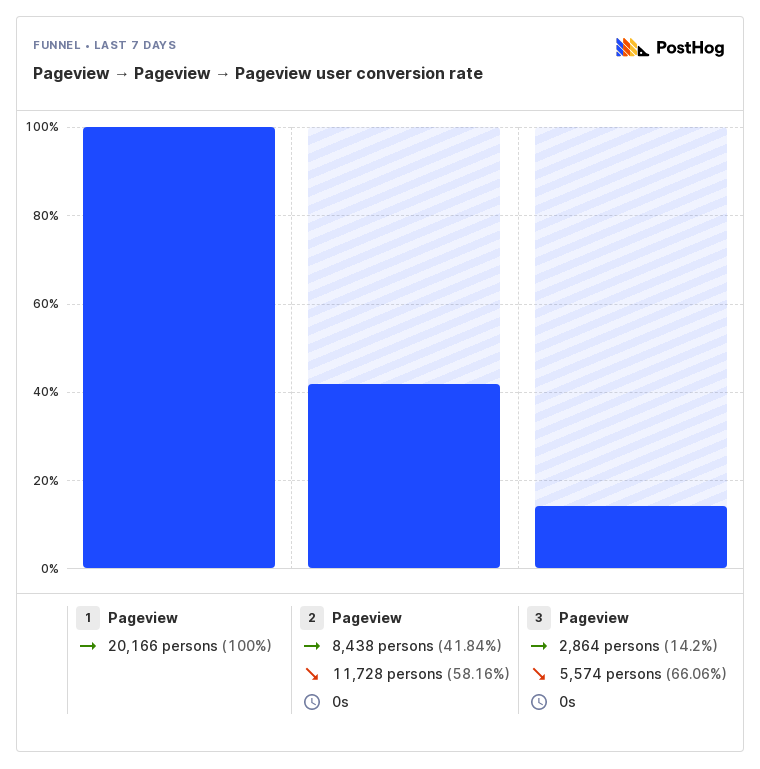 FUNNEL • LAST 7 DAYS
PostHog
Pageview → Pageview → Pageview user conversion rate
100%
80%
60%
40%
20%
0%
1 Pageview
→ 20,166 persons (100%)
2 Pageview
→ 8,438 persons (41.84%)
↘ 11,728 persons (58.16%)
0s
3 Pageview
→ 2,864 persons (14.2%)
↘ 5,574 persons (66.06%)
0s